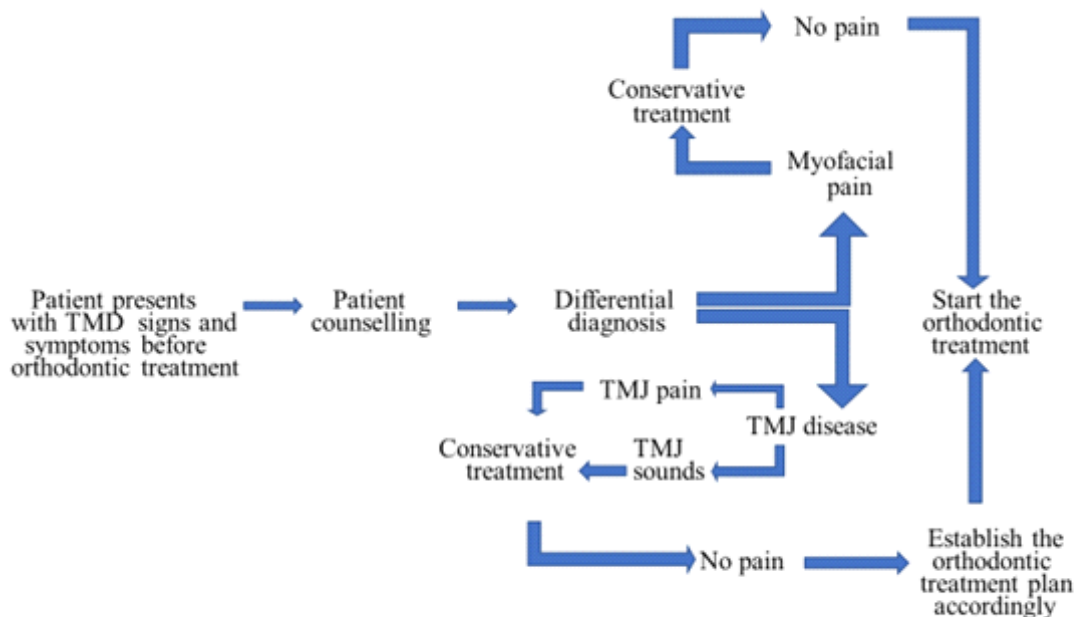 No pain
Conservative
treatment
Myofacial
pain
Patient presents
with TMD signs and
symptoms before
orthodontic treatment
Patient
counselling
Differential
diagnosis
Start the
orthodontic
treatment
TMJ pain
TMJ disease
Conservative
treatment
TMJ
sounds
No pain
Establish the
orthodontic
treatment plan
accordingly